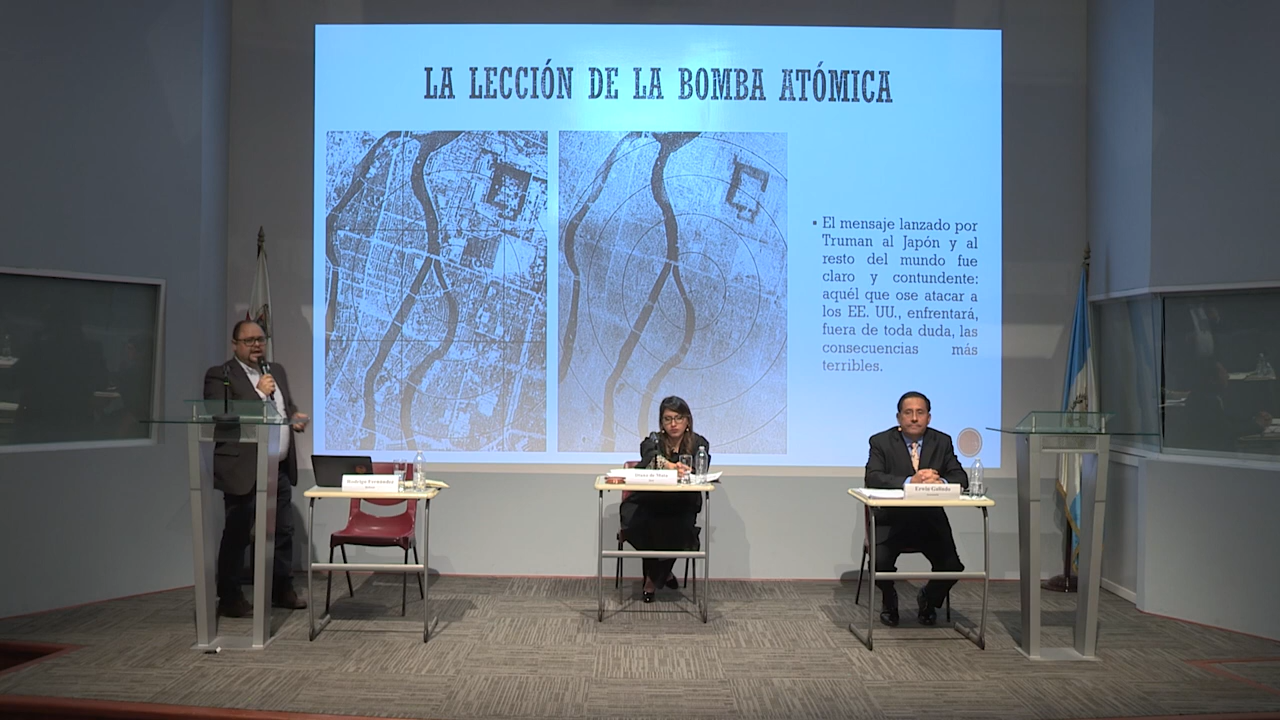 LA LECCIÓN DE LA BOMBA ATÓMICA
▪ El mensaje lanzado por
Truman al Japón y al
resto del mundo fue
claro y contundente:
aquél que ose atacar a
los EE. UU., enfrentará,
fuera de toda duda, las
consecuencias más
terribles.
Rodrigo Fernández
Erwin Galindo